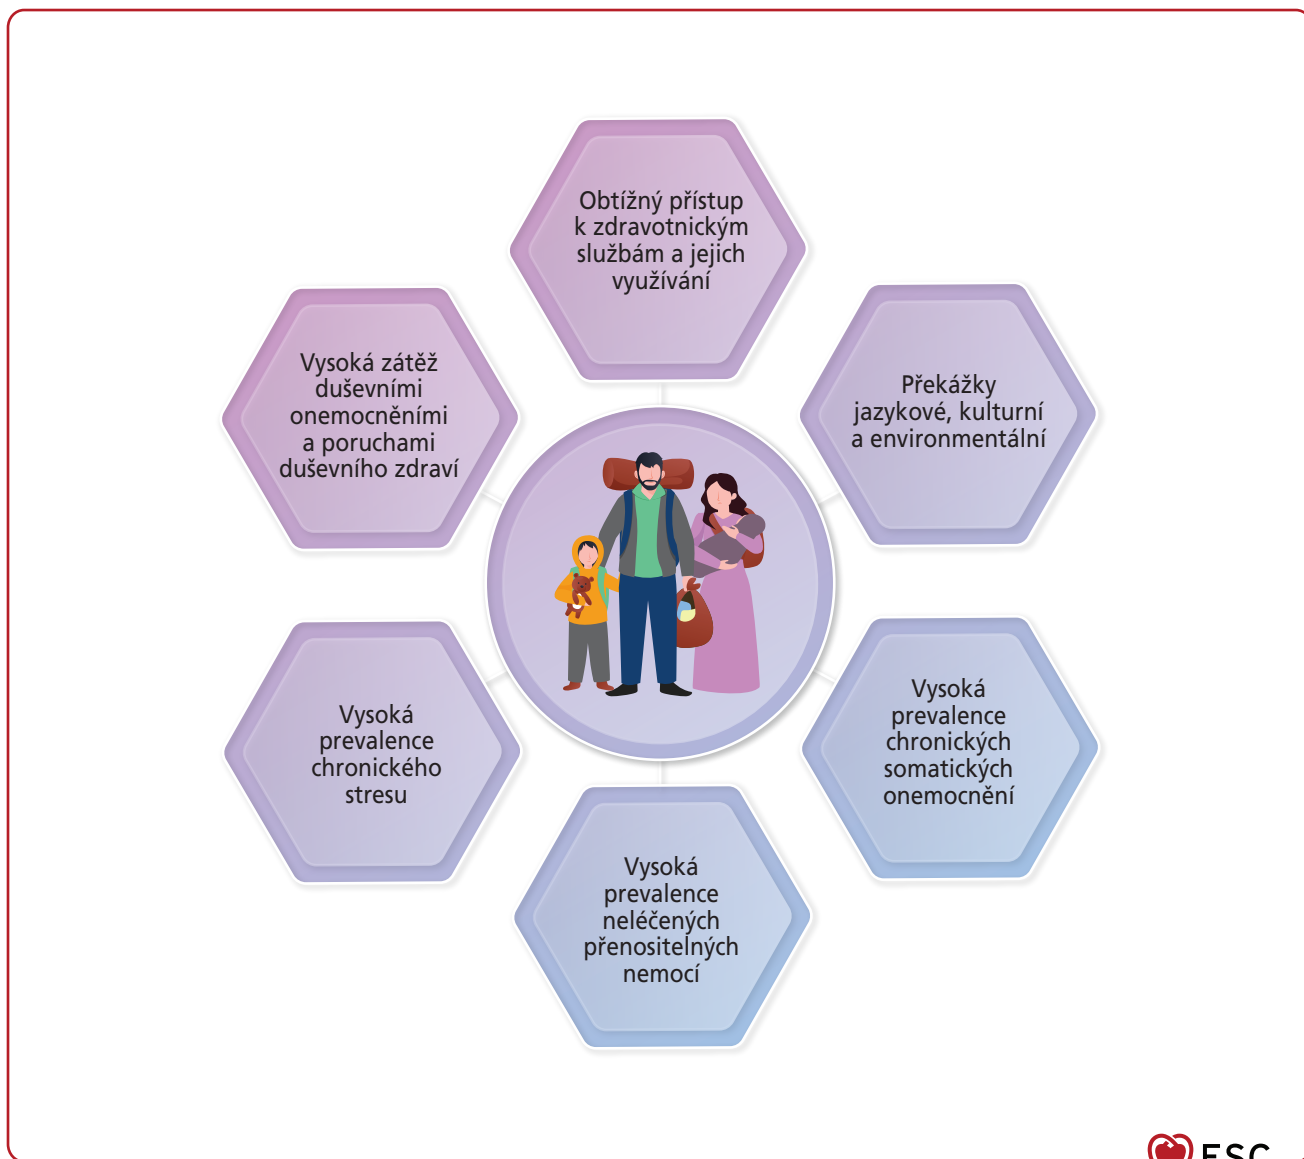 Obtížný přístup
k zdravotnickým
službám a jejich
využívání
Vysoká zátěž
duševními
onemocněními
a poruchami
duševního zdraví
Překážky
jazykové, kulturní
a environmentální
Vysoká
prevalence
chronického
stresu
Vysoká
prevalence
chronických
somatických
onemocnění
Vysoká
prevalence
neléčených
přenositelných
nemocí
ESC